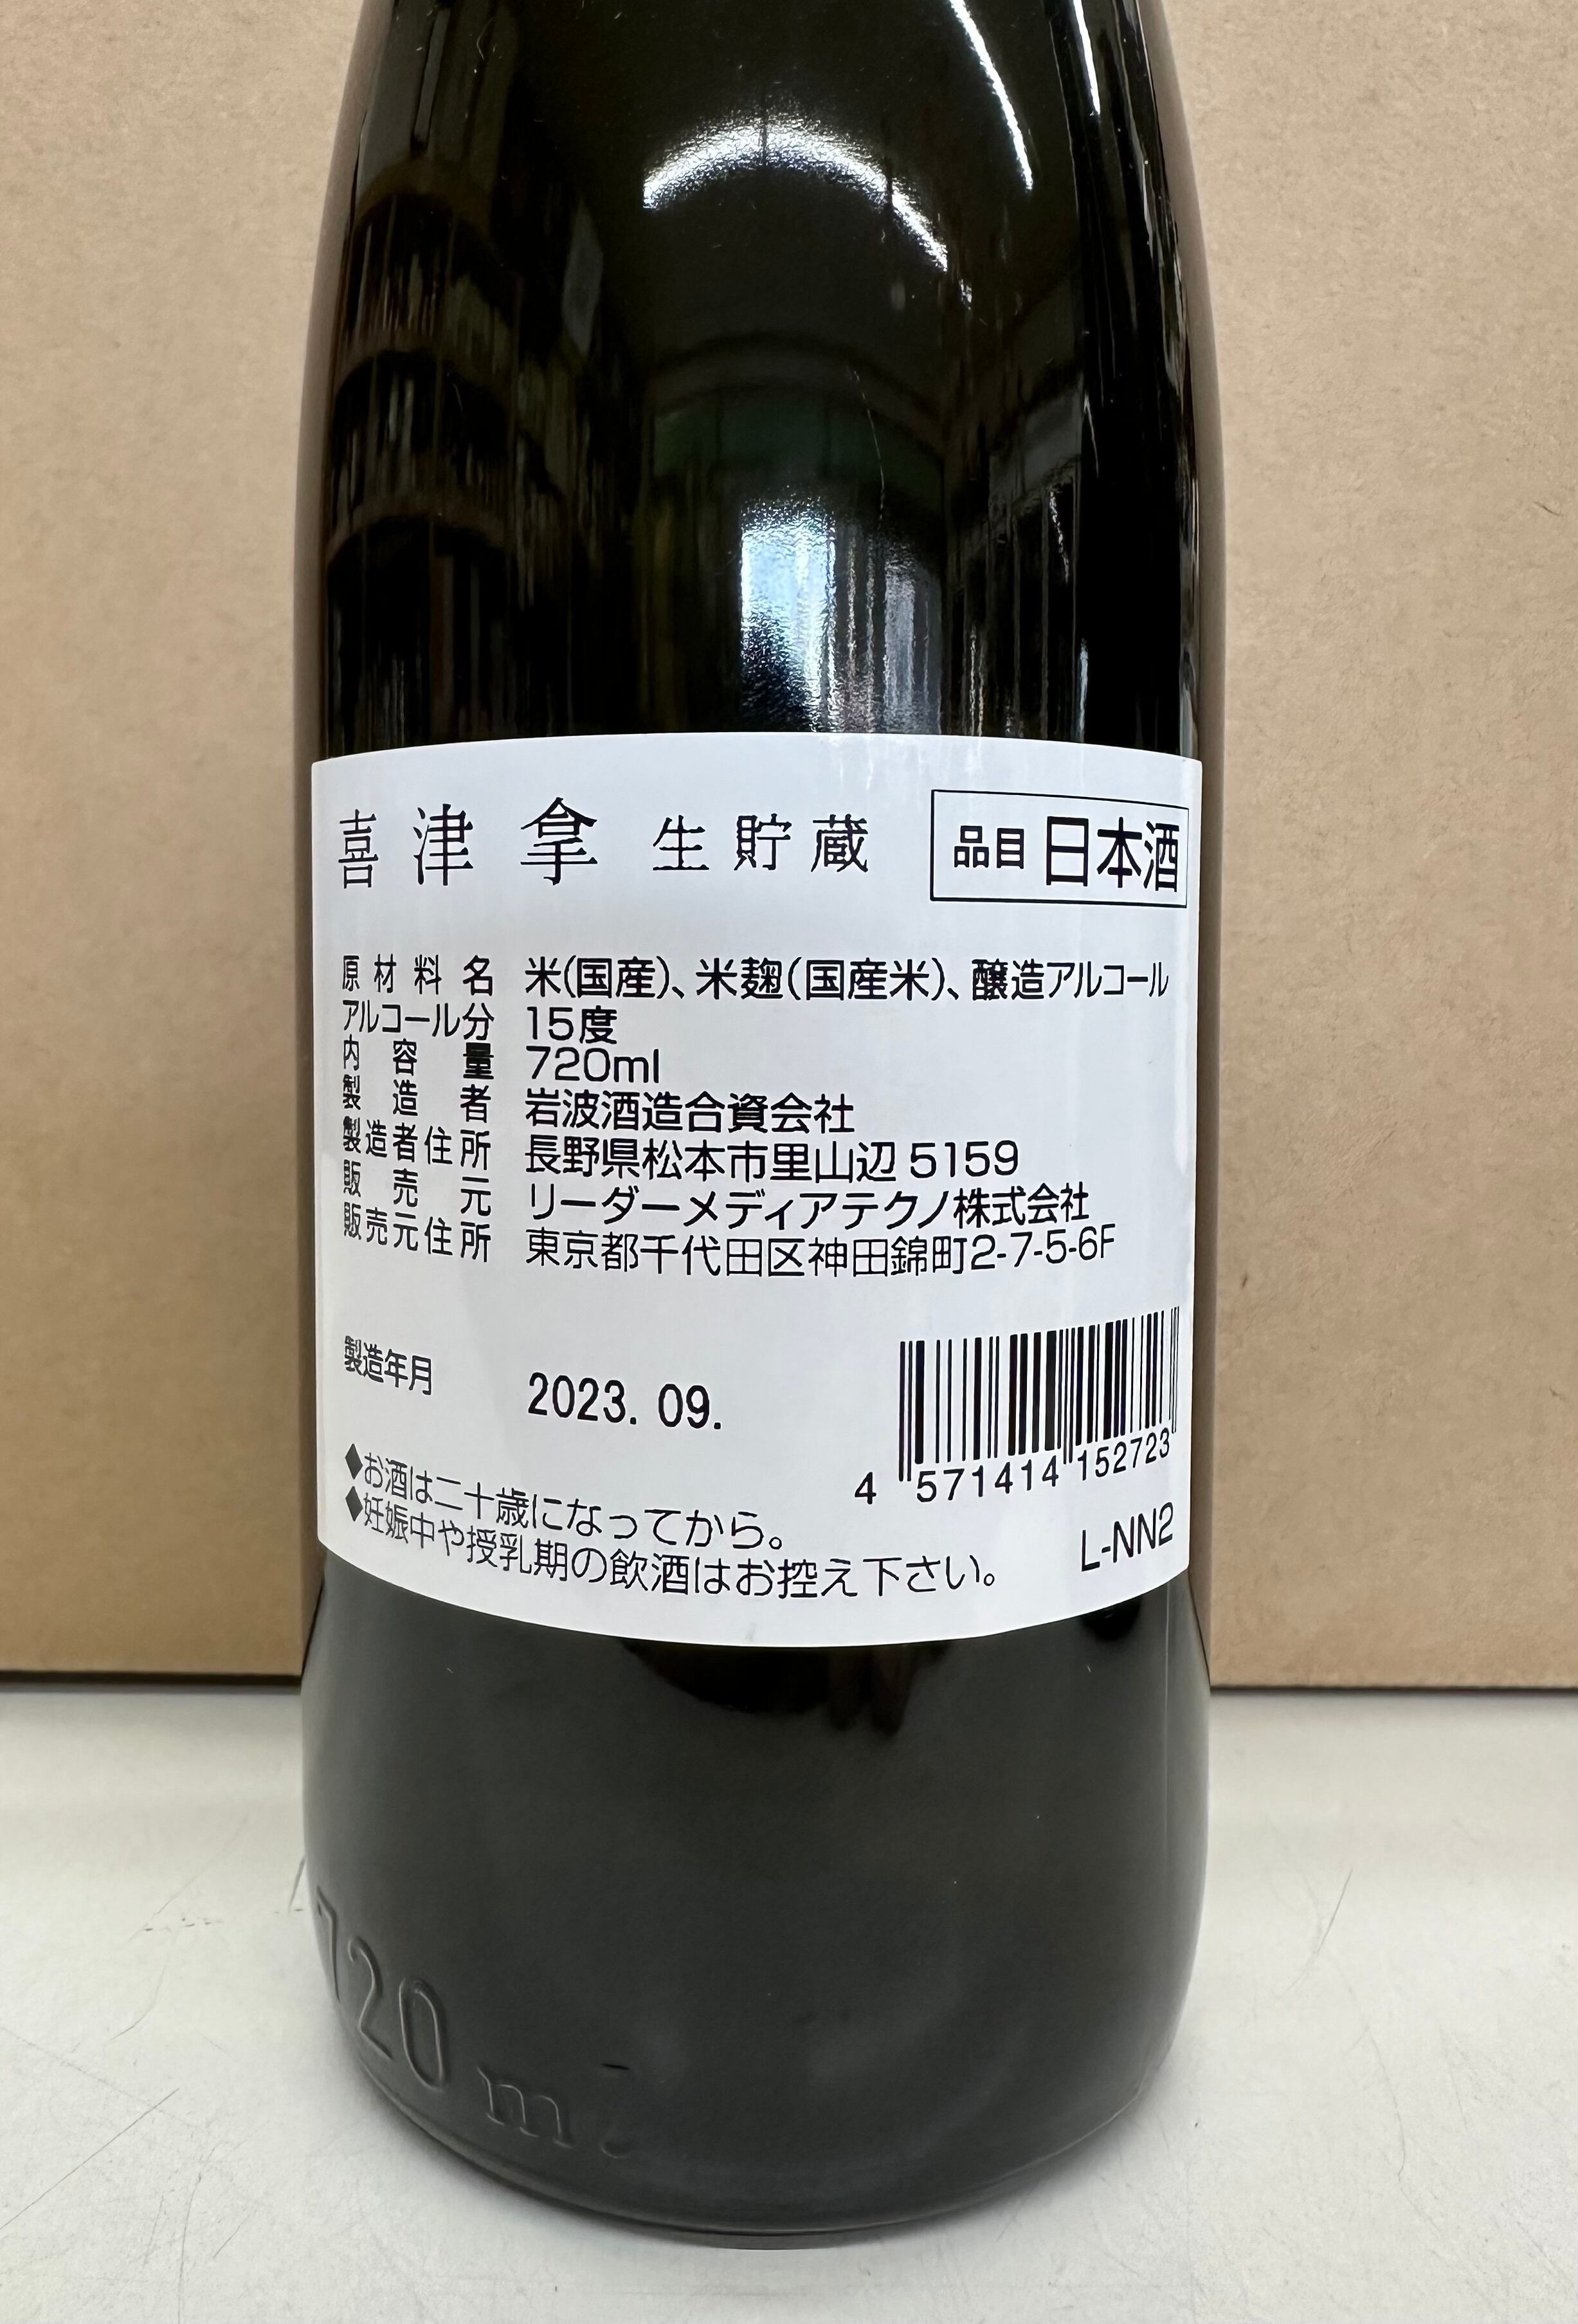 喜津拿 生貯蔵 品目 日本酒
原材料名 米(国産)、米麹(国産米)、醸造アルコール
アルコール分 15度
内容量 720ml
製造者 岩波酒造合資会社
製造者住所 長野県松本市里山辺5159
販売元 リーダーメディアテクノ株式会社
販売元住所 東京都千代田区神田錦町2-7-5-6F
製造年月 2023. 09.
4 571414 152723
◆お酒は二十歳になってから。
◆妊娠中や授乳期の飲酒はお控え下さい。
L-NN2
720ml